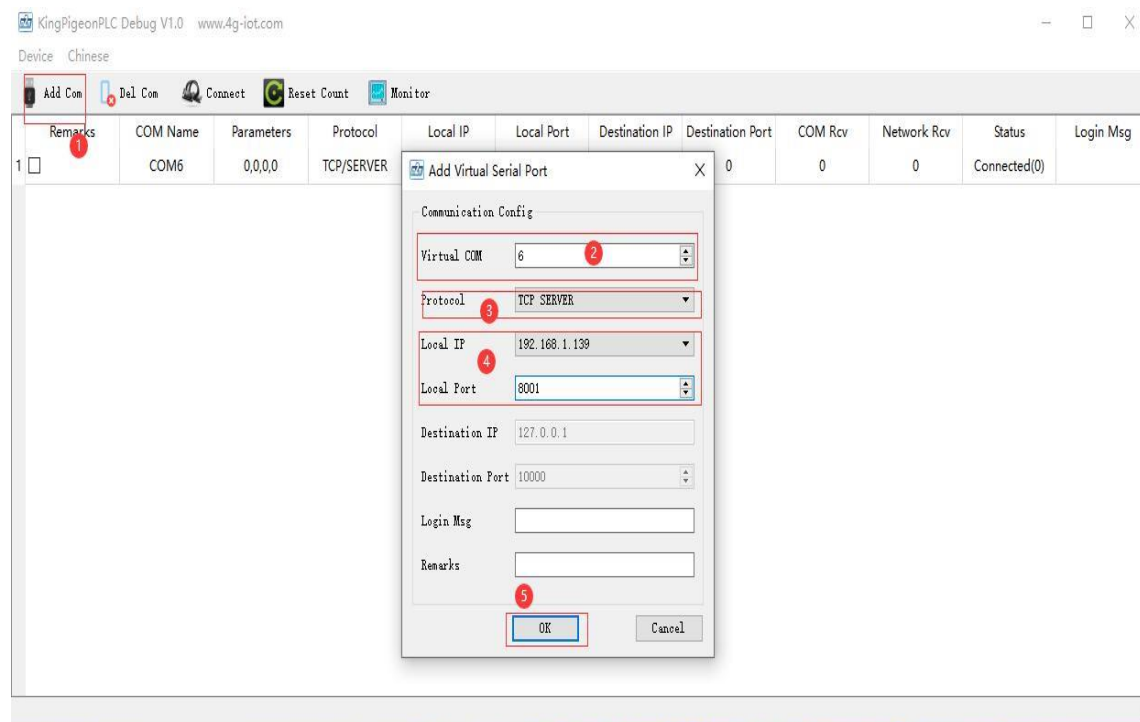 KingPigeonPLC Debug V1.0 www.4g-iot.com
Device Chinese
Add Com Del Com Connect Reset Count Monitor
Remarks COM Name Parameters Protocol Local IP Local Port Destination IP Destination Port COM Rcv Network Rcv Status Login Msg
1
1 COM6 0,0,0,0 TCP/SERVER 0 0 0 Connected(0)
Add Virtual Serial Port
Communication Config
Virtual COM 6 2
Protocol TCP SERVER
3
Local IP 192.168.1.139
4
Local Port 8001
Destination IP 127.0.0.1
Destination Port 10000
Login Msg
Remarks
5
OK Cancel